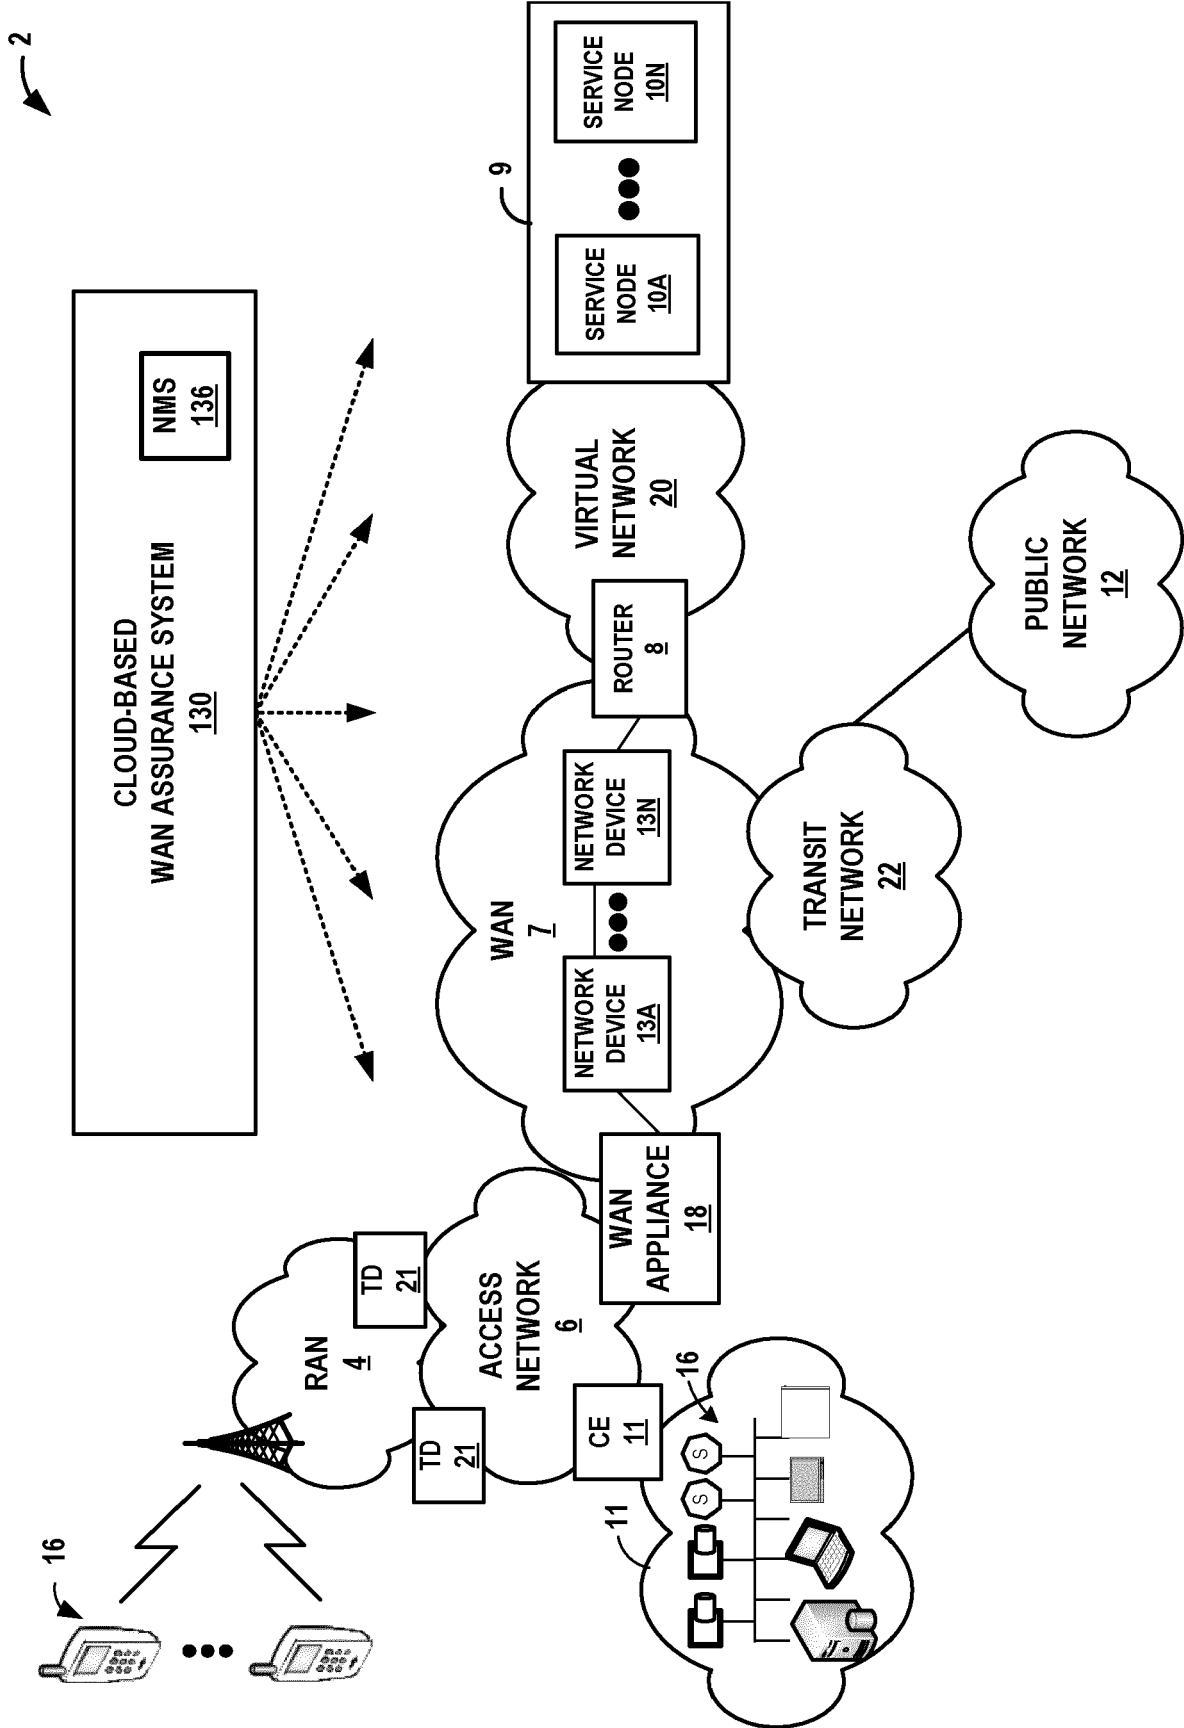 2
CLOUD-BASED
WAN ASSURANCE SYSTEM
130
NMS
136
16
RAN
4
TD
21
TD
21
ACCESS
NETWORK
6
CE
11
11
16
S
S
WAN
APPLIANCE
18
WAN
7
NETWORK
DEVICE
13A
NETWORK
DEVICE
13N
ROUTER
8
VIRTUAL
NETWORK
20
9
SERVICE
NODE
10A
SERVICE
NODE
10N
TRANSIT
NETWORK
22
PUBLIC
NETWORK
12